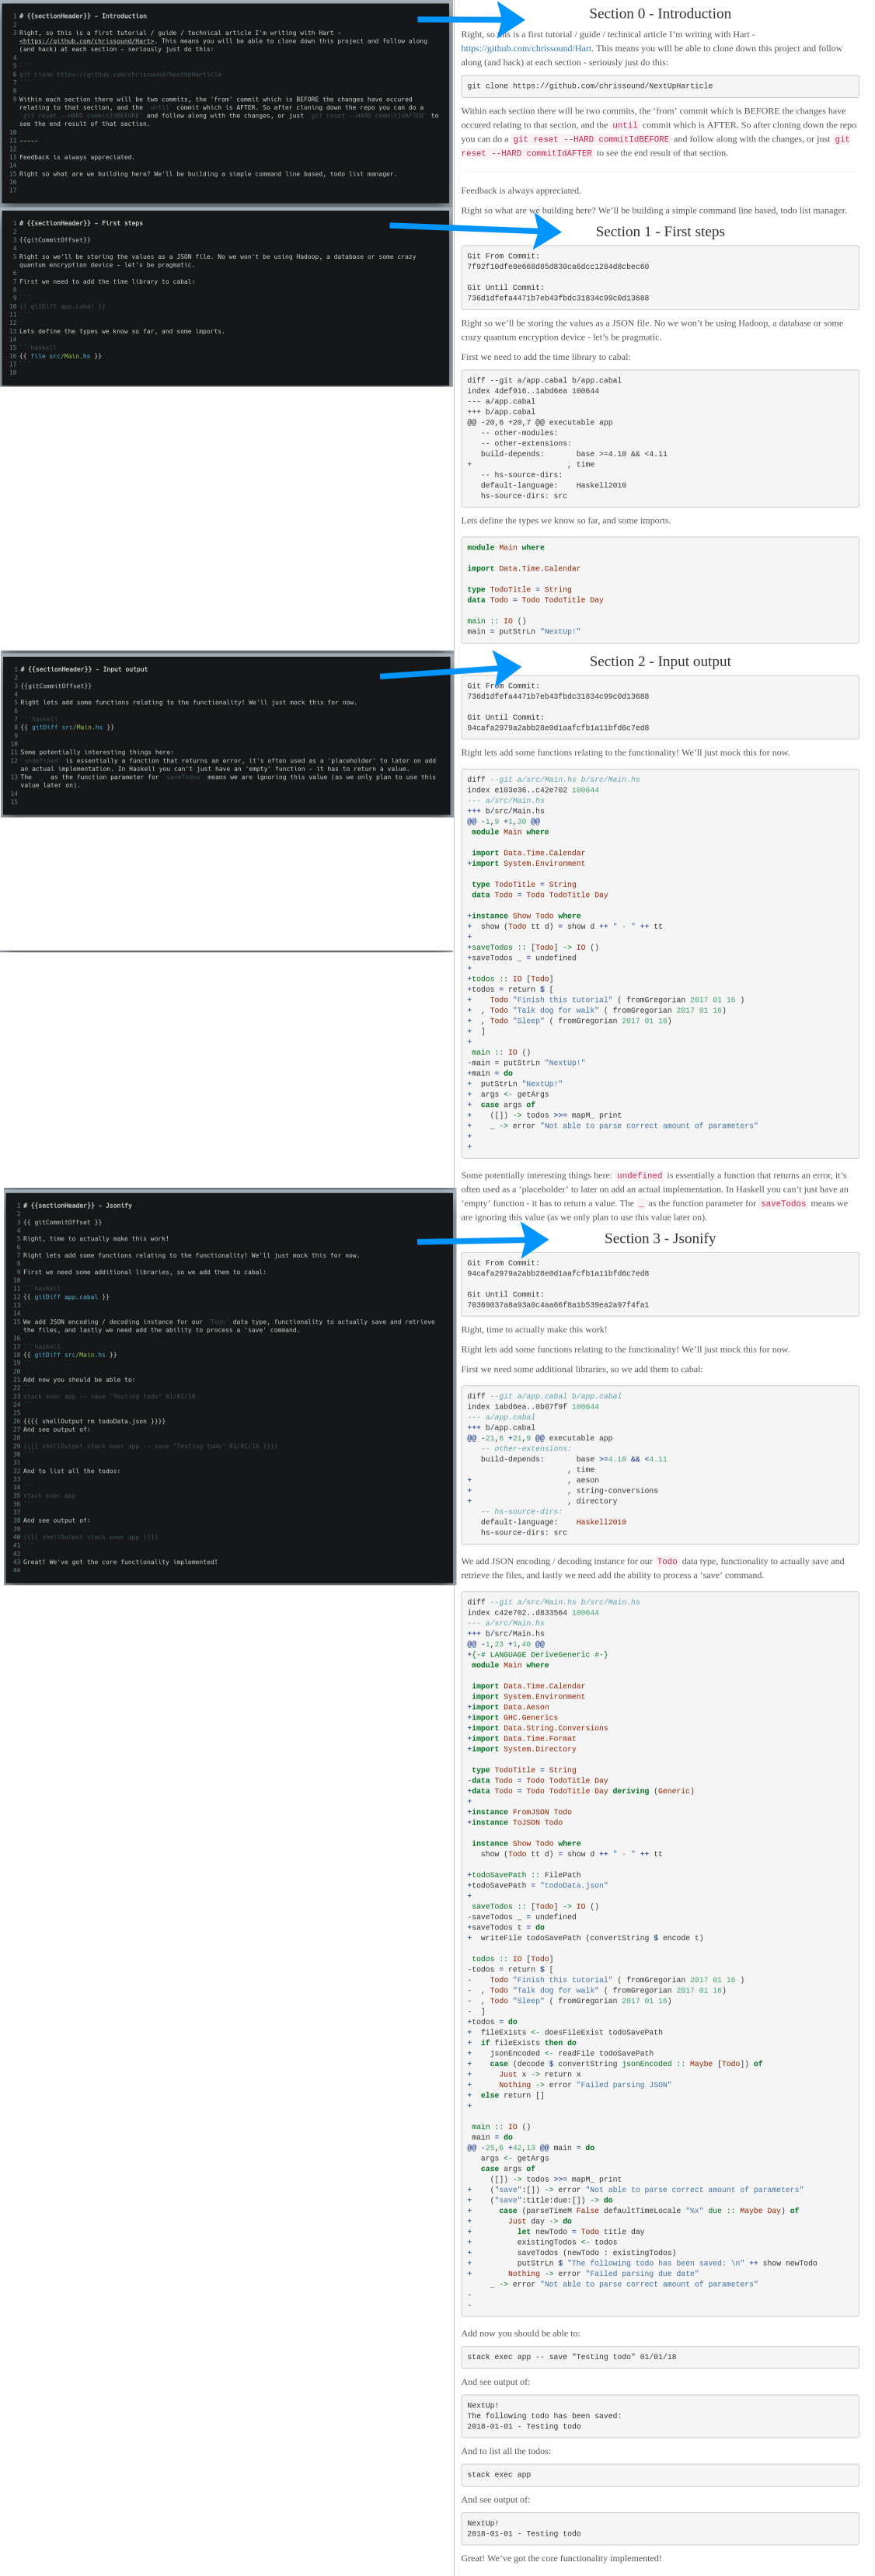 1 # {{sectionHeader}} - Introduction
2
3 Right, so this is a first tutorial / guide / technical article I'm writing with Hart -
<https://github.com/chrissound/Hart>. This means you will be able to clone down this project and follow along
(and hack) at each section - seriously just do this:
4
5 ```
6 git clone https://github.com/chrissound/NextUpHarticle
7 ```
8
9 Within each section there will be two commits, the 'from' commit which is BEFORE the changes have occured
relating to that section, and the `until` commit which is AFTER. So after cloning down the repo you can do a
`git reset --HARD commitIdBEFORE` and follow along with the changes, or just `git reset --HARD commitIdAFTER` to
see the end result of that section.
10
11 -----
12
13 Feedback is always appreciated.
14
15 Right so what are we building here? We'll be building a simple command line based, todo list manager.
16
17
1 # {{sectionHeader}} - First steps
2
3 {{gitCommitOffset}}
4
5 Right so we'll be storing the values as a JSON file. No we won't be using Hadoop, a database or some crazy
quantum encryption device - let's be pragmatic.
6
7 First we need to add the time library to cabal:
8
9 ```
10 {{ gitDiff app.cabal }}
11 ```
12
13 Lets define the types we know so far, and some imports.
14
15 ```haskell
16 {{ file src/Main.hs }}
17 ```
18
1 # {{sectionHeader}} - Input output
2
3 {{gitCommitOffset}}
4
5 Right lets add some functions relating to the functionality! We'll just mock this for now.
6
7 ```haskell
8 {{ gitDiff src/Main.hs }}
9 ```
10
11 Some potentially interesting things here:
12 `undefined` is essentially a function that returns an error, it's often used as a 'placeholder' to later on add
an actual implementation. In Haskell you can't just have an 'empty' function - it has to return a value.
13 The `_` as the function parameter for `saveTodos` means we are ignoring this value (as we only plan to use this
value later on).
14
15
1 # {{sectionHeader}} - Jsonify
2
3 {{ gitCommitOffset }}
4
5 Right, time to actually make this work!
6
7 Right lets add some functions relating to the functionality! We'll just mock this for now.
8
9 First we need some additional libraries, so we add them to cabal:
10
11 ```haskell
12 {{ gitDiff app.cabal }}
13 ```
14
15 We add JSON encoding / decoding instance for our `Todo` data type, functionality to actually save and retrieve
the files, and lastly we need add the ability to process a 'save' command.
16
17 ```haskell
18 {{ gitDiff src/Main.hs }}
19 ```
20
21 Add now you should be able to:
22 ```
23 stack exec app -- save "Testing todo" 01/01/18
24 ```
25
26 {{{{ shellOutput rm todoData.json }}}}
27 And see output of:
28 ```
29 {{{{ shellOutput stack exec app -- save "Testing todo" 01/01/18 }}}}
30 ```
31
32 And to list all the todos:
33
34 ```
35 stack exec app
36 ```
37
38 And see output of:
39 ```
40 {{{{ shellOutput stack exec app }}}}
41 ```
42
43 Great! We've got the core functionality implemented!
44
Section 0 - Introduction
Right, so this is a first tutorial / guide / technical article I’m writing with Hart -
https://github.com/chrissound/Hart. This means you will be able to clone down this project and follow
along (and hack) at each section - seriously just do this:
git clone https://github.com/chrissound/NextUpHarticle
Within each section there will be two commits, the ‘from’ commit which is BEFORE the changes have
occured relating to that section, and the until commit which is AFTER. So after cloning down the repo
you can do a git reset --HARD commitIdBEFORE and follow along with the changes, or just git
reset --HARD commitIdAFTER to see the end result of that section.
Feedback is always appreciated.
Right so what are we building here? We’ll be building a simple command line based, todo list manager.
Section 1 - First steps
Git From Commit:
7f92f10dfe8e668d85d830ca6dcc1284d8cbec60
Git Until Commit:
736d1dfefa4471b7eb43fbdc31834c99c0d13688
Right so we’ll be storing the values as a JSON file. No we won’t be using Hadoop, a database or some
crazy quantum encryption device - let’s be pragmatic.
First we need to add the time library to cabal:
diff --git a/app.cabal b/app.cabal
index 4def916..1abd6ea 100644
--- a/app.cabal
+++ b/app.cabal
@@ -20,6 +20,7 @@ executable app
-- other-modules:
-- other-extensions:
build-depends: base >=4.10 && <4.11
+ , time
-- hs-source-dirs:
default-language: Haskell2010
hs-source-dirs: src
Lets define the types we know so far, and some imports.
module Main where
import Data.Time.Calendar
type TodoTitle = String
data Todo = Todo TodoTitle Day
main :: IO ()
main = putStrLn "NextUp!"
Section 2 - Input output
Git From Commit:
736d1dfefa4471b7eb43fbdc31834c99c0d13688
Git Until Commit:
94cafa2979a2abb28e0d1aafcfb1a11bfd6c7ed8
Right lets add some functions relating to the functionality! We’ll just mock this for now.
diff --git a/src/Main.hs b/src/Main.hs
index e103e36..c42e702 100644
--- a/src/Main.hs
+++ b/src/Main.hs
@@ -1,9 +1,30 @@
module Main where
import Data.Time.Calendar
+import System.Environment
type TodoTitle = String
data Todo = Todo TodoTitle Day
+instance Show Todo where
+ show (Todo tt d) = show d ++ " - " ++ tt
+
+saveTodos :: [Todo] -> IO ()
+saveTodos _ = undefined
+
+todos :: IO [Todo]
+todos = return $ [
+ Todo "Finish this tutorial" ( fromGregorian 2017 01 16 )
+ , Todo "Talk dog for walk" ( fromGregorian 2017 01 16)
+ , Todo "Sleep" ( fromGregorian 2017 01 16)
+ ]
+
main :: IO ()
-main = putStrLn "NextUp!"
+main = do
+ putStrLn "NextUp!"
+ args <- getArgs
+ case args of
+ ([]) -> todos >>= mapM_ print
+ _ -> error "Not able to parse correct amount of parameters"
+
+
Some potentially interesting things here: undefined is essentially a function that returns an error, it’s
often used as a ‘placeholder’ to later on add an actual implementation. In Haskell you can’t just have an
‘empty’ function - it has to return a value. The _ as the function parameter for saveTodos means we
are ignoring this value (as we only plan to use this value later on).
Section 3 - Jsonify
Git From Commit:
94cafa2979a2abb28e0d1aafcfb1a11bfd6c7ed8
Git Until Commit:
70369037a8a93a0c4aa66f8a1b539ea2a97f4fa1
Right, time to actually make this work!
Right lets add some functions relating to the functionality! We’ll just mock this for now.
First we need some additional libraries, so we add them to cabal:
diff --git a/app.cabal b/app.cabal
index 1abd6ea..0b07f9f 100644
--- a/app.cabal
+++ b/app.cabal
@@ -21,6 +21,9 @@ executable app
-- other-extensions:
build-depends: base >=4.10 && <4.11
, time
+ , aeson
+ , string-conversions
+ , directory
-- hs-source-dirs:
default-language: Haskell2010
hs-source-dirs: src
We add JSON encoding / decoding instance for our Todo data type, functionality to actually save and
retrieve the files, and lastly we need add the ability to process a ‘save’ command.
diff --git a/src/Main.hs b/src/Main.hs
index c42e702..d833564 100644
--- a/src/Main.hs
+++ b/src/Main.hs
@@ -1,23 +1,40 @@
+{-# LANGUAGE DeriveGeneric #-}
module Main where
import Data.Time.Calendar
import System.Environment
+import Data.Aeson
+import GHC.Generics
+import Data.String.Conversions
+import Data.Time.Format
+import System.Directory
type TodoTitle = String
-data Todo = Todo TodoTitle Day
+data Todo = Todo TodoTitle Day deriving (Generic)
+
+instance FromJSON Todo
+instance ToJSON Todo
instance Show Todo where
show (Todo tt d) = show d ++ " - " ++ tt
+todoSavePath :: FilePath
+todoSavePath = "todoData.json"
+
saveTodos :: [Todo] -> IO ()
-saveTodos _ = undefined
+saveTodos t = do
+ writeFile todoSavePath (convertString $ encode t)
todos :: IO [Todo]
-todos = return $ [
- Todo "Finish this tutorial" ( fromGregorian 2017 01 16 )
- , Todo "Talk dog for walk" ( fromGregorian 2017 01 16)
- , Todo "Sleep" ( fromGregorian 2017 01 16)
- ]
+todos = do
+ fileExists <- doesFileExist todoSavePath
+ if fileExists then do
+ jsonEncoded <- readFile todoSavePath
+ case (decode $ convertString jsonEncoded :: Maybe [Todo]) of
+ Just x -> return x
+ Nothing -> error "Failed parsing JSON"
+ else return []
+
main :: IO ()
main = do
@@ -25,6 +42,13 @@ main = do
args <- getArgs
case args of
([]) -> todos >>= mapM_ print
+ ("save":[]) -> error "Not able to parse correct amount of parameters"
+ ("save":title:due:[]) -> do
+ case (parseTimeM False defaultTimeLocale "%x" due :: Maybe Day) of
+ Just day -> do
+ let newTodo = Todo title day
+ existingTodos <- todos
+ saveTodos (newTodo : existingTodos)
+ putStrLn $ "The following todo has been saved: \n" ++ show newTodo
+ Nothing -> error "Failed parsing due date"
_ -> error "Not able to parse correct amount of parameters"
-
-
Add now you should be able to:
stack exec app -- save "Testing todo" 01/01/18
And see output of:
NextUp!
The following todo has been saved:
2018-01-01 - Testing todo
And to list all the todos:
stack exec app
And see output of:
NextUp!
2018-01-01 - Testing todo
Great! We’ve got the core functionality implemented!